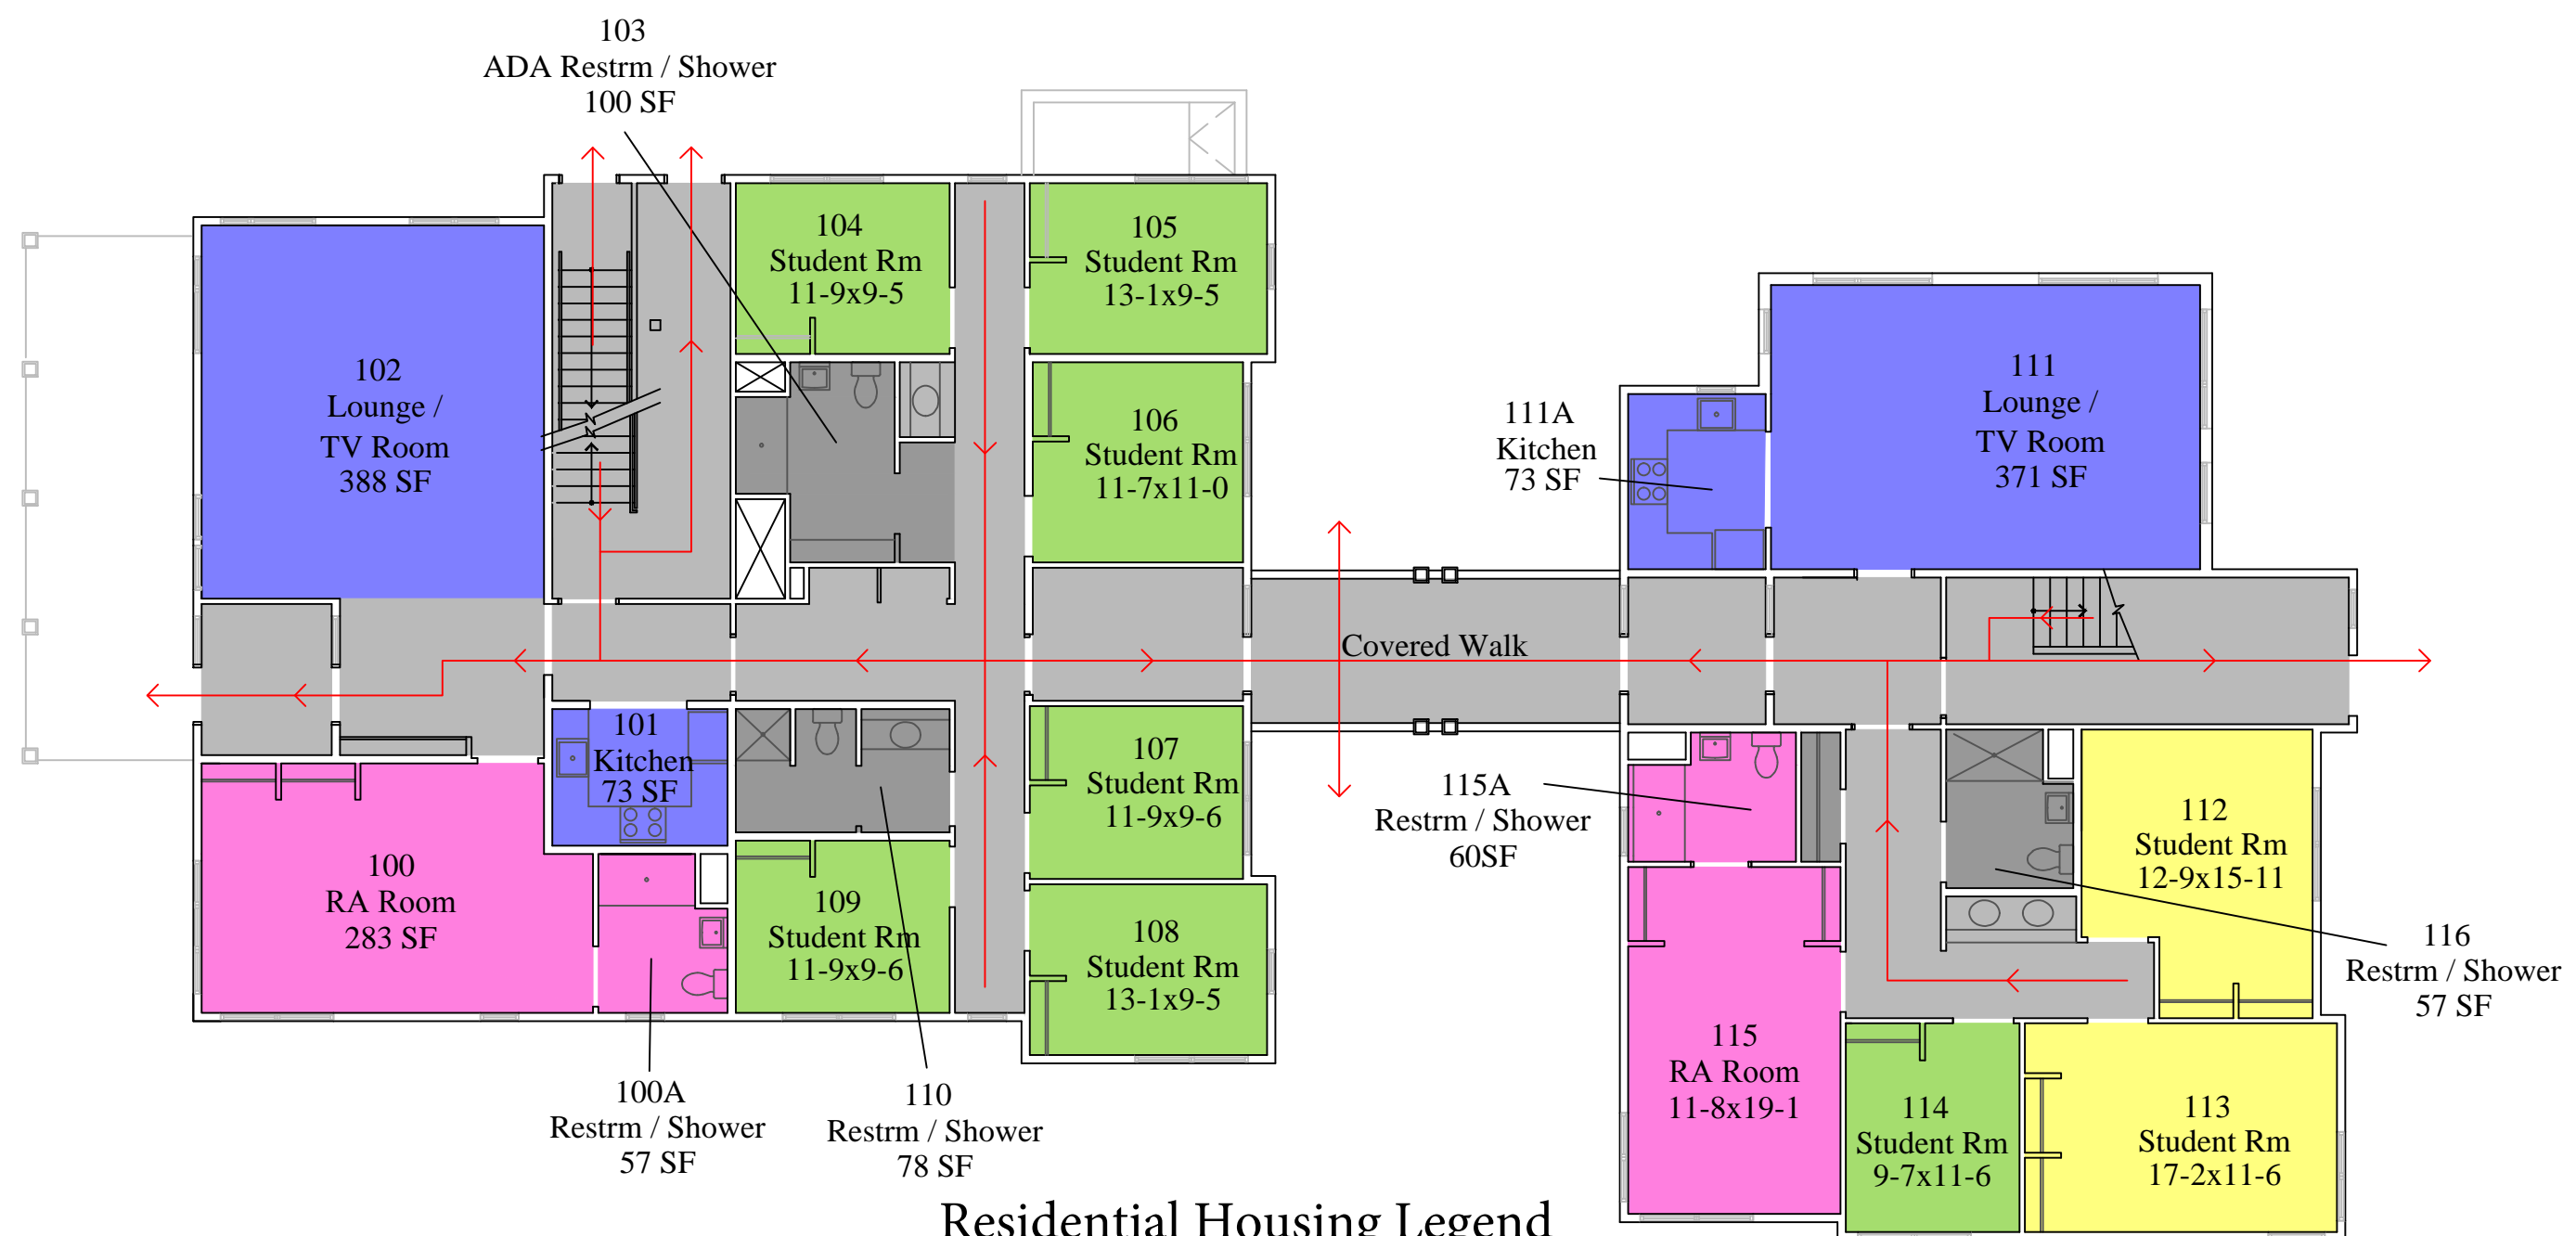 103
ADA Restrm / Shower
100 SF
104
Student Rm
11-9x9-5
105
Student Rm
13-1x9-5
102
Lounge /
TV Room
388 SF
106
Student Rm
11-7x11-0
111A
Kitchen
73 SF
111
Lounge /
TV Room
371 SF
Covered Walk
101
Kitchen
73 SF
107
Student Rm
11-9x9-6
115A
Restrm / Shower
60SF
112
Student Rm
12-9x15-11
100
RA Room
283 SF
109
Student Rm
11-9x9-6
108
Student Rm
13-1x9-5
116
Restrm / Shower
57 SF
115
RA Room
11-8x19-1
100A
Restrm / Shower
57 SF
110
Restrm / Shower
78 SF
114
Student Rm
9-7x11-6
113
Student Rm
17-2x11-6
Residential Housing Legend